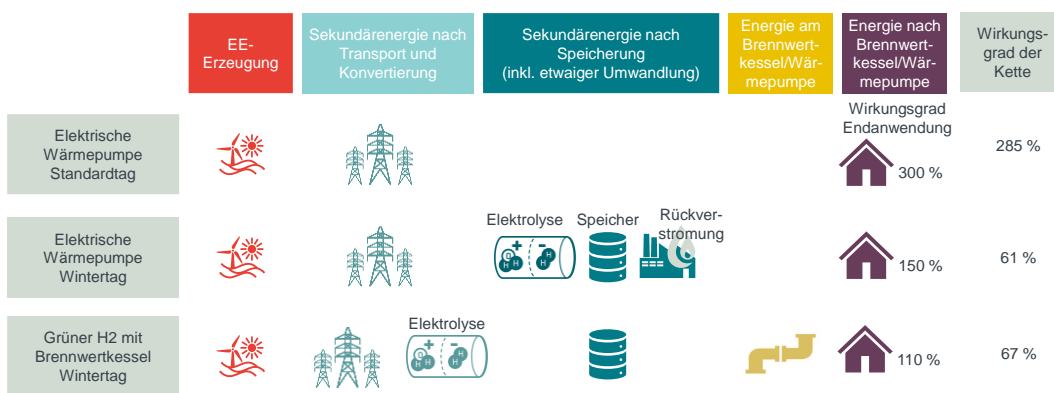 EE-
Erzeugung
Sekundärenergie nach
Transport und
Konvertierung
Sekundärenergie nach
Speicherung
(inkl. etwaiger Umwandlung)
Energie am
Brennwert-
kessel/Wär-
mepumpe
Energie nach
Brennwert-
kessel/Wär-
mepumpe
Wirkungs-
grad der
Kette
Elektrische
Wärmepumpe
Standardtag
Wirkungsgrad
Endanwendung
300 %
285 %
Elektrische
Wärmepumpe
Wintertag
Elektrolyse
+ -
O H H H H
Speicher
Rückver-
stromung
150 %
61 %
Grüner H2 mit
Brennwertkessel
Wintertag
Elektrolyse
+ -
O H H H H
110 %
67 %